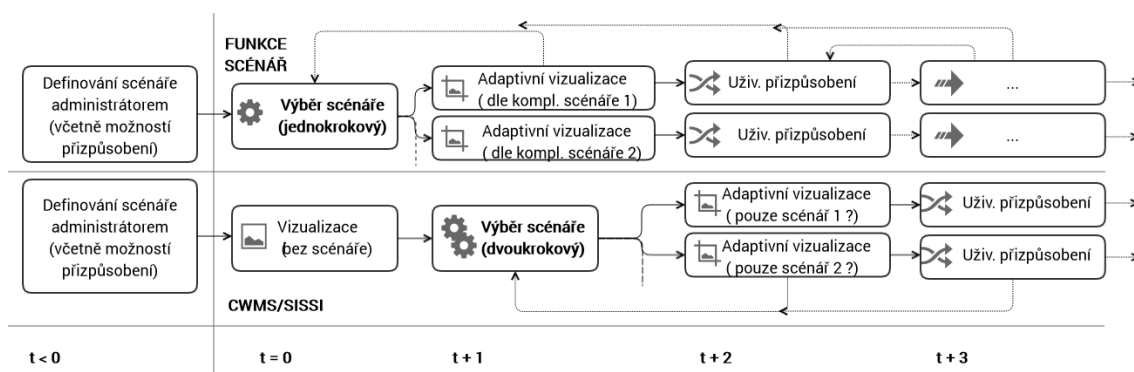 FUNKCE
SCÉNÁŘ
Definování scénáře
administrátorem
(včetně možností
přizpůsobení)
Výběr scénáře
(jednokrokový)
Adaptivní vizualizace
( dle kompl. scénáře 1)
Uživ. přizpůsobení
...
Adaptivní vizualizace
( dle kompl. scénáře 2)
Uživ. přizpůsobení
...
Definování scénáře
administrátorem
(včetně možností
přizpůsobení)
Vizualizace
(bez scénáře)
Výběr scénáře
(dvoukrokový)
Adaptivní vizualizace
( pouze scénář 1 ?)
Uživ. přizpůsobení
Adaptivní vizualizace
( pouze scénář 2 ?)
Uživ. přizpůsobení
CWMS/SISSI
t < 0
t = 0
t + 1
t + 2
t + 3